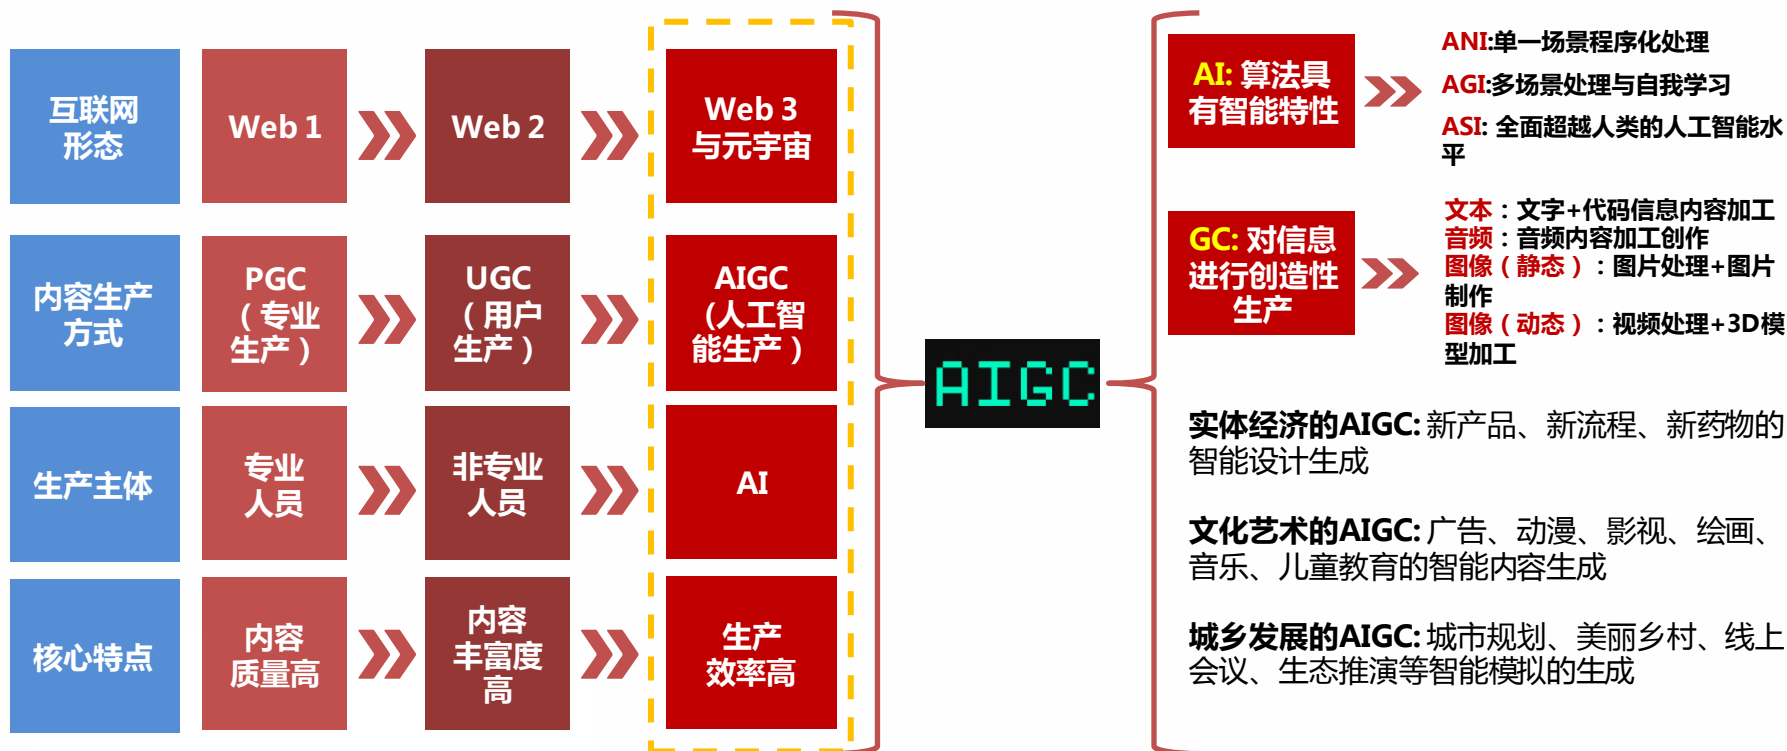 互联网
形态
Web 1
Web 2
Web 3
与元宇宙
内容生产
方式
PGC
（专业
生产）
UGC
（用户
生产）
AIGC
(人工智
能生产）
生产主体
专业
人员
非专业
人员
AI
核心特点
内容
质量高
内容
丰富度
高
生产
效率高
AIGC
AI: 算法具
有智能特性
ANI:单一场景程序化处理
AGI:多场景处理与自我学习
ASI: 全面超越人类的人工智能水
平
GC: 对信息
进行创造性
生产
文本：文字+代码信息内容加工
音频：音频内容加工创作
图像（静态）：图片处理+图片
制作
图像（动态）：视频处理+3D模
型加工
实体经济的AIGC: 新产品、新流程、新药物的
智能设计生成
文化艺术的AIGC: 广告、动漫、影视、绘画、
音乐、儿童教育的智能内容生成
城乡发展的AIGC: 城市规划、美丽乡村、线上
会议、生态推演等智能模拟的生成